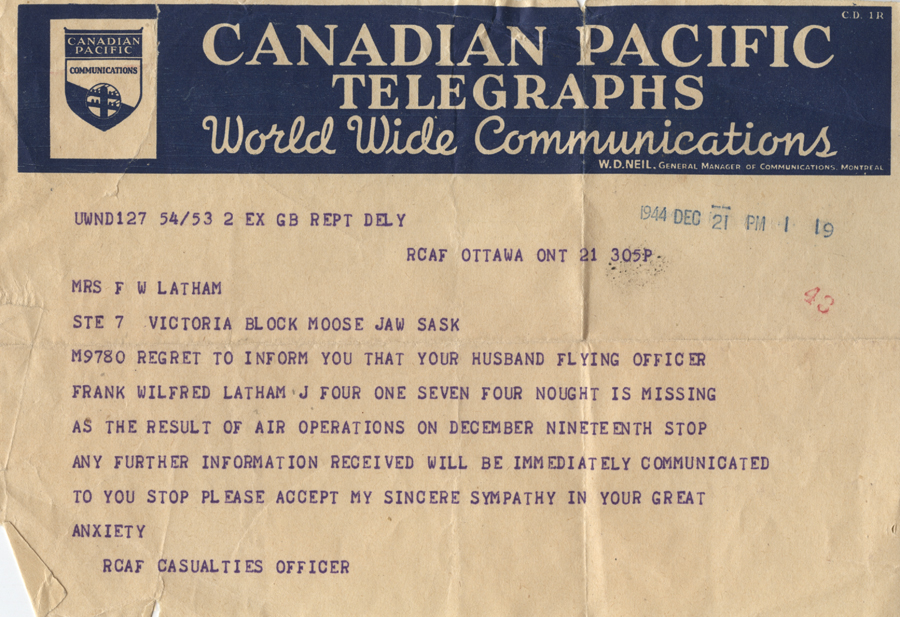 C.D. 1R
CANADIAN PACIFIC
TELEGRAPHS
World Wide Communications
W.D. NEIL, GENERAL MANAGER OF COMMUNICATIONS, MONTREAL
CANADIAN
PACIFIC
COMMUNICATIONS
UWND127 54/53 2 EX GB REPT DELY
1944 DEC 21 PM 1 19
RCAF OTTAWA ONT 21 305P
43
MRS F W LATHAM
STE 7 VICTORIA BLOCK MOOSE JAW SASK
M9780 REGRET TO INFORM YOU THAT YOUR HUSBAND FLYING OFFICER
FRANK WILFRED LATHAM J FOUR ONE SEVEN FOUR NOUGHT IS MISSING
AS THE RESULT OF AIR OPERATIONS ON DECEMBER NINETEENTH STOP
ANY FURTHER INFORMATION RECEIVED WILL BE IMMEDIATELY COMMUNICATED
TO YOU STOP PLEASE ACCEPT MY SINCERE SYMPATHY IN YOUR GREAT
ANXIETY
RCAF CASUALTIES OFFICER